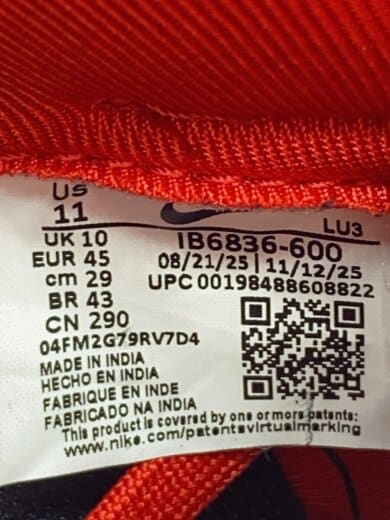 US
11
LU3
UK 10
IB6836-600
EUR 45
08/21/25 | 11/12/25
cm 29
UPC 00198488608822
BR 43
CN 290
04FM2G79RV7D4
MADE IN INDIA
HECHO EN INDIA
FABRIQUE EN INDE
FABRICADO NA INDIA
This product is covered by one or more patents:
www.nike.com/patentsvirtualmarking